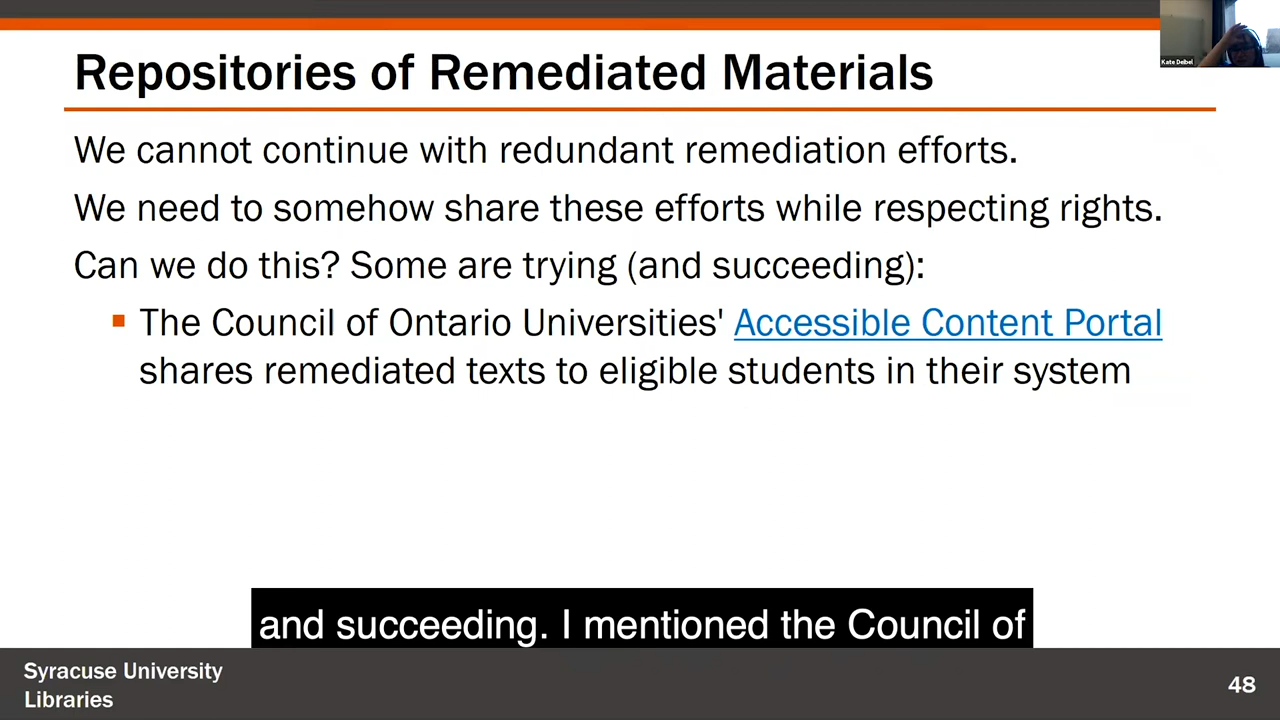 Repositories of Remediated Materials
Kate Deibel
We cannot continue with redundant remediation efforts.
We need to somehow share these efforts while respecting rights.
Can we do this? Some are trying (and succeeding):
The Council of Ontario Universities' Accessible Content Portal
shares remediated texts to eligible students in their system
and succeeding. I mentioned the Council of
Syracuse University
Libraries
48